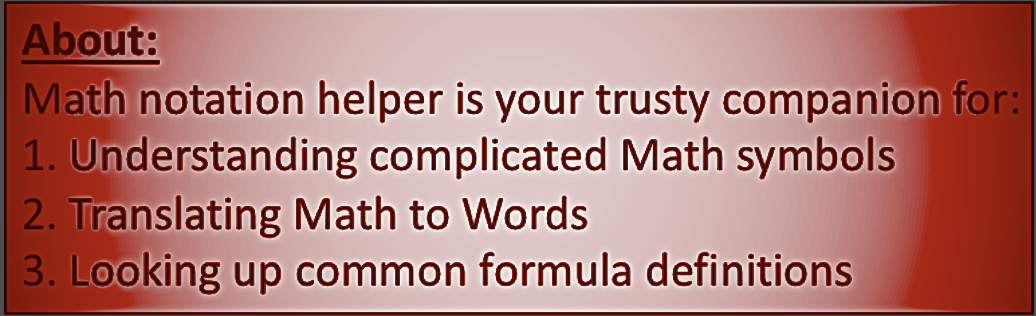 About:
Math notation helper is your trusty companion for:
1. Understanding complicated Math symbols
2. Translating Math to Words
3. Looking up common formula definitions